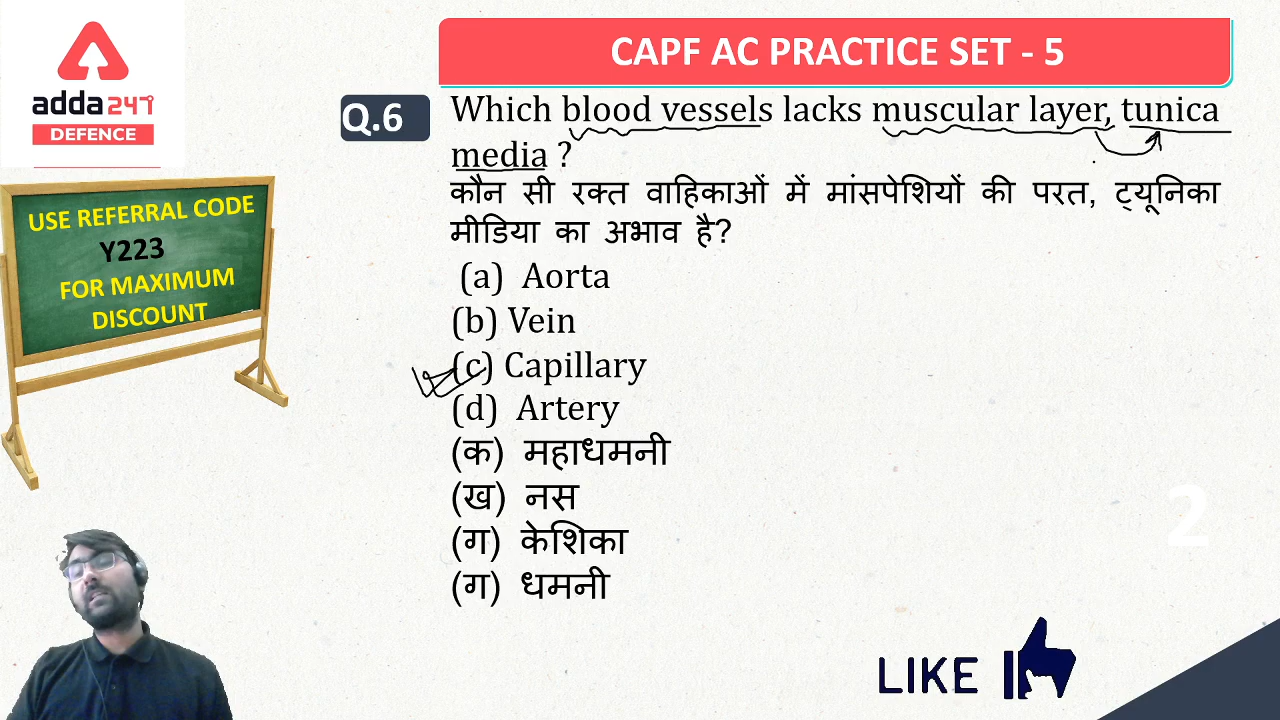 adda247
DEFENCE
CAPF AC PRACTICE SET - 5
Q.6
Which blood vessels lacks muscular layer, tunica
media ?
कौन सी रक्त वाहिकाओं में मांसपेशियों की परत, ट्यूनिका
मीडिया का अभाव है?
(a) Aorta
(b) Vein
(c) Capillary
(d) Artery
(क) महाधमनी
(ख) नस
(ग) केशिका
(ग) धमनी
USE REFERRAL CODE
Y223
FOR MAXIMUM
DISCOUNT
2
LIKE